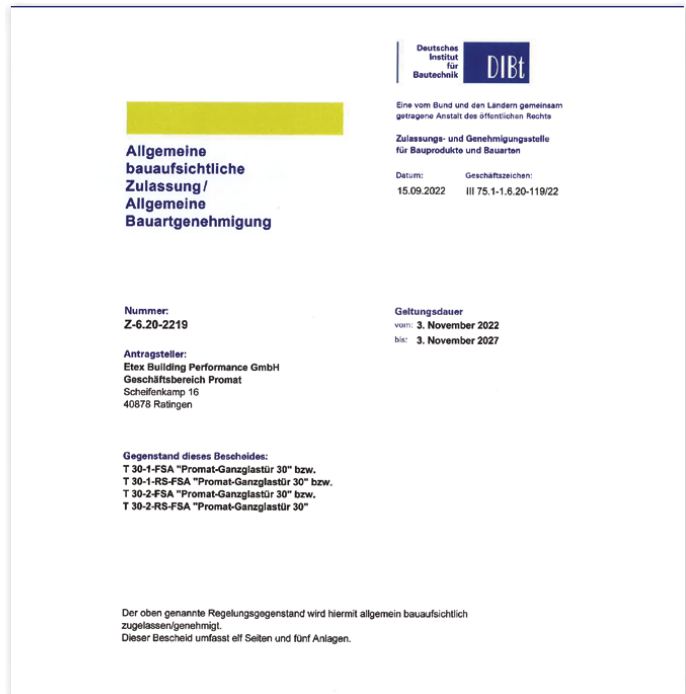 Deutsches
Institut
für
Bautechnik
DIBt
Eine vom Bund und den Ländern gemeinsam
getragene Anstalt des öffentlichen Rechts
Zulassungs- und Genehmigungsstelle
für Bauprodukte und Bauarten
Datum: Geschäftszeichen:
15.09.2022 III 75.1-1.6.20-119/22
Allgemeine
bauaufsichtliche
Zulassung/
Allgemeine
Bauartgenehmigung
Nummer:
Z-6.20-2219
Geltungsdauer
vom: 3. November 2022
bis: 3. November 2027
Antragsteller:
Etex Building Performance GmbH
Geschäftsbereich Promat
Scheifenkamp 16
40878 Ratingen
Gegenstand dieses Bescheides:
T 30-1-FSA "Promat-Ganzglastür 30" bzw.
T 30-1-RS-FSA "Promat-Ganzglastür 30" bzw.
T 30-2-FSA "Promat-Ganzglastür 30" bzw.
T 30-2-RS-FSA "Promat-Ganzglastür 30"
Der oben genannte Regelungsgegenstand wird hiermit allgemein bauaufsichtlich
zugelassen/genehmigt.
Dieser Bescheid umfasst elf Seiten und fünf Anlagen.